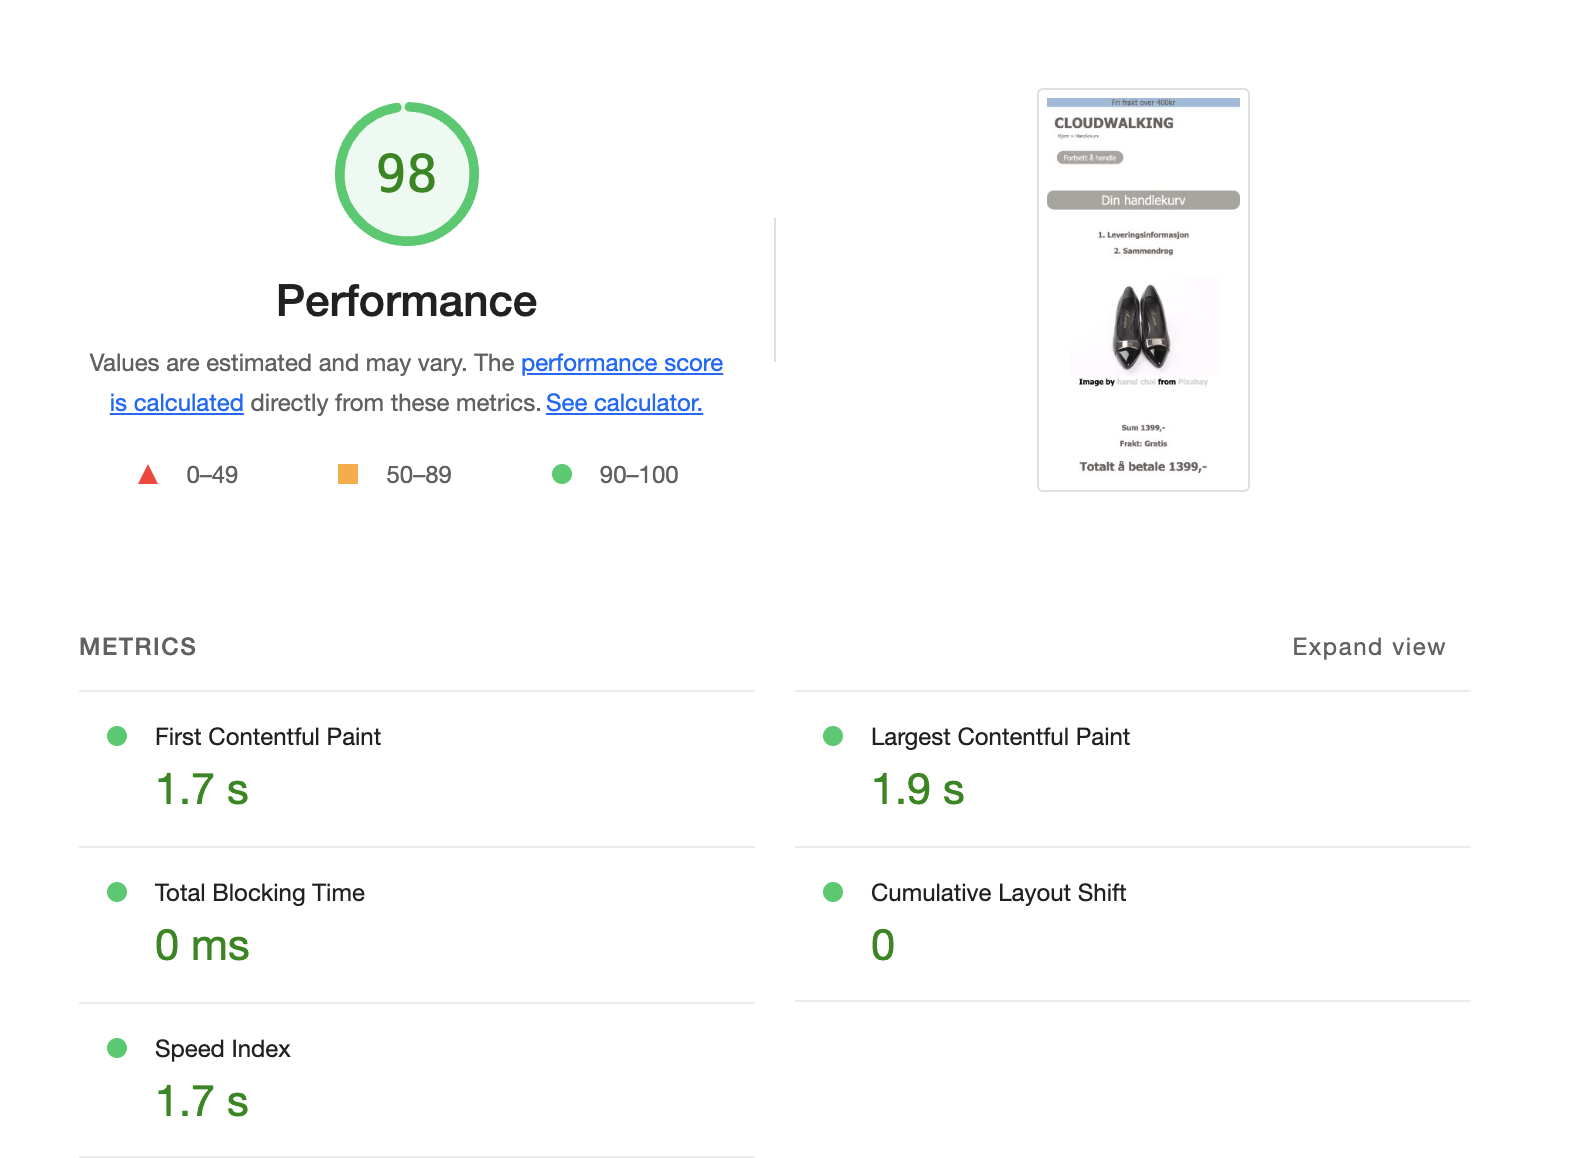 98
Performance
Values are estimated and may vary. The performance score
is calculated directly from these metrics. See calculator.
0–49
50–89
90–100
Fri frakt over 400kr
CLOUDWALKING
Hjem > Handlekurv
Fortsett å handle
Din handlekurv
1. Leveringsinformasjon
2. Sammendrag
Image by hanul choi from Pixabay
Sum 1399,-
Frakt: Gratis
Totalt å betale 1399,-
METRICS
Expand view
First Contentful Paint
1.7 s
Largest Contentful Paint
1.9 s
Total Blocking Time
0 ms
Cumulative Layout Shift
0
Speed Index
1.7 s